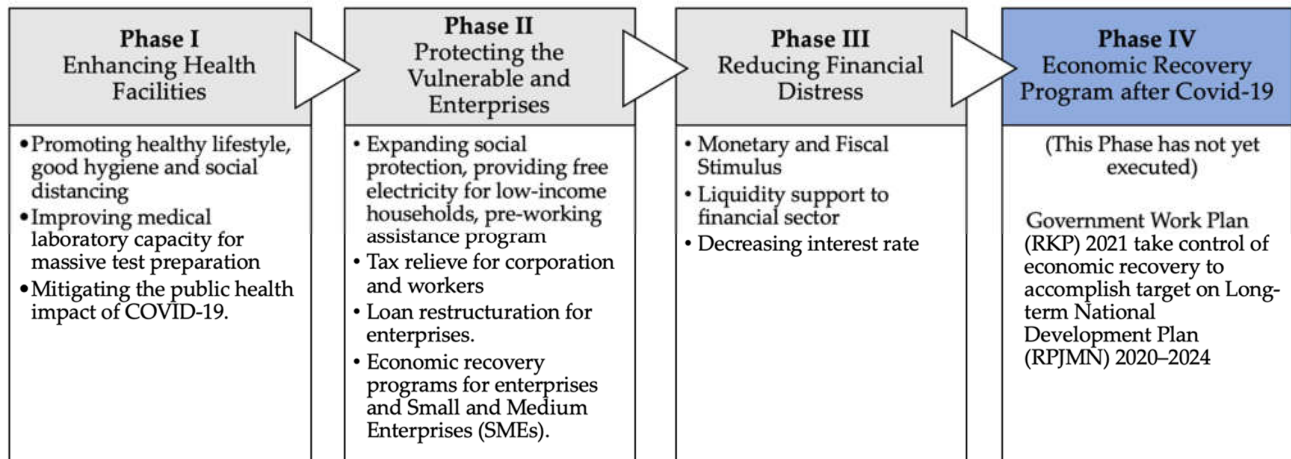 Phase I
Enhancing Health
Facilities
•Promoting healthy lifestyle,
good hygiene and social
distancing
•Improving medical
laboratory capacity for
massive test preparation
•Mitigating the public health
impact of COVID-19.
Phase II
Protecting the
Vulnerable and
Enterprises
• Expanding social
protection, providing free
electricity for low-income
households, pre-working
assistance program
• Tax relieve for corporation
and workers
• Loan restructuration for
enterprises.
• Economic recovery
programs for enterprises
and Small and Medium
Enterprises (SMEs).
Phase III
Reducing Financial
Distress
• Monetary and Fiscal
Stimulus
• Liquidity support to
financial sector
• Decreasing interest rate
Phase IV
Economic Recovery
Program after Covid-19
(This Phase has not yet
executed)
Government Work Plan
(RKP) 2021 take control of
economic recovery to
accomplish target on Long-
term National
Development Plan
(RPJMN) 2020–2024